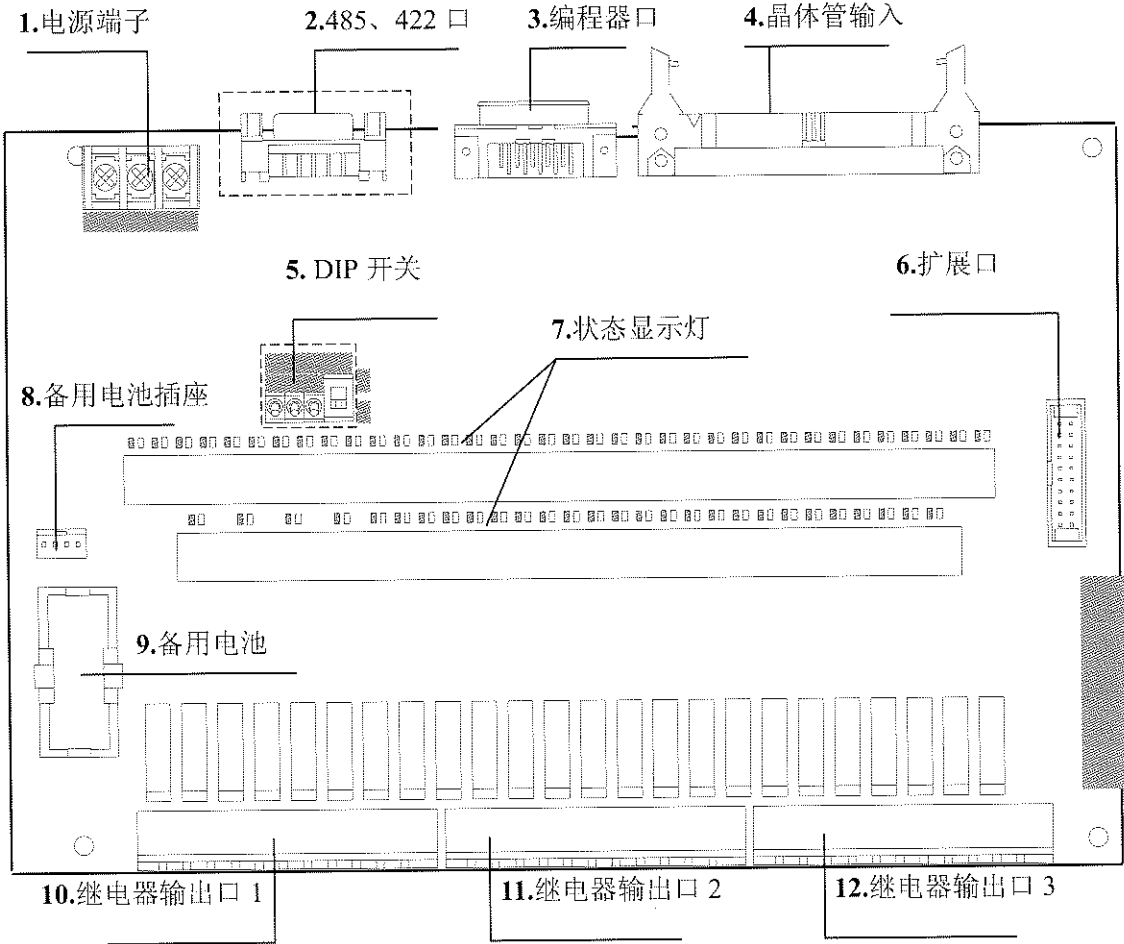 1.电源端子
2.485、422 口
3.编程器口
4.晶体管输入
5. DIP 开关
6.扩展口
7.状态显示灯
8.备用电池插座
9.备用电池
10.继电器输出口 1
11.继电器输出口 2
12.继电器输出口 3